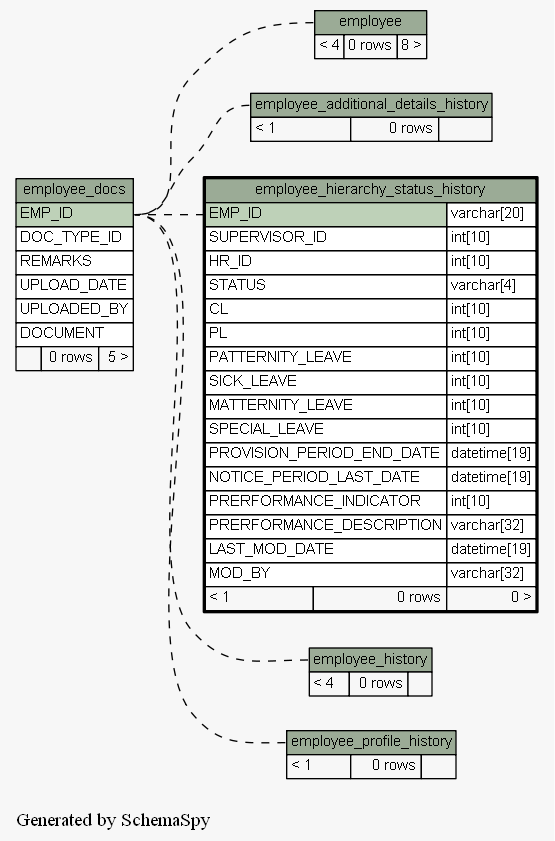 employee
< 4 0 rows 8 >
employee_additional_details_history
< 1 0 rows
employee_docs
EMP_ID
DOC_TYPE_ID
REMARKS
UPLOAD_DATE
UPLOADED_BY
DOCUMENT
0 rows 5 >
employee_hierarchy_status_history
EMP_ID varchar[20]
SUPERVISOR_ID int[10]
HR_ID int[10]
STATUS varchar[4]
CL int[10]
PL int[10]
PATTERNITY_LEAVE int[10]
SICK_LEAVE int[10]
MATTERNITY_LEAVE int[10]
SPECIAL_LEAVE int[10]
PROVISION_PERIOD_END_DATE datetime[19]
NOTICE_PERIOD_LAST_DATE datetime[19]
PRERFORMANCE_INDICATOR int[10]
PRERFORMANCE_DESCRIPTION varchar[32]
LAST_MOD_DATE datetime[19]
MOD_BY varchar[32]
< 1 0 rows 0 >
employee_history
< 4 0 rows
employee_profile_history
< 1 0 rows
Generated by SchemaSpy